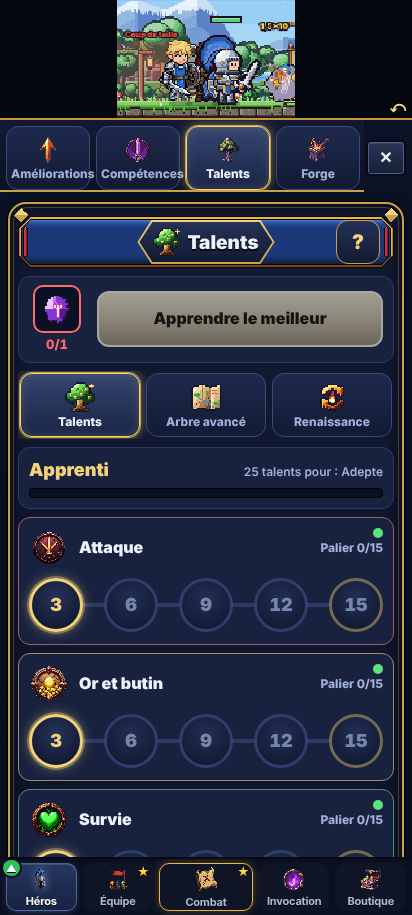 Coup de taille
Améliorations
Compétences
Talents
Forge
×
Talents
?
0/1
Apprendre le meilleur
Talents
Arbre avancé
Renaissance
Apprenti
25 talents pour : Adepte
Attaque
Palier 0/15
3 6 9 12 15
Or et butin
Palier 0/15
3 6 9 12 15
Survie
Palier 0/15
Héros
Équipe
Combat
Invocation
Boutique